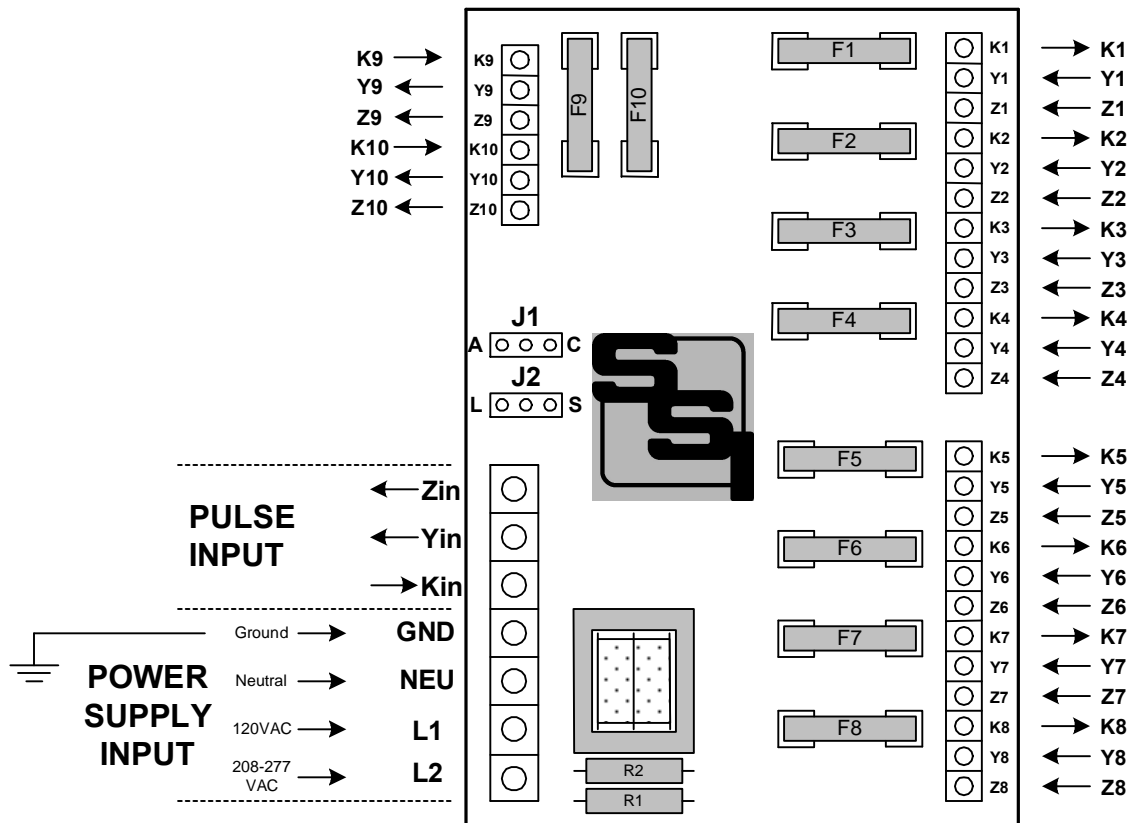 K9 K9
Y9 Y9
Z9 Z9
K10 K10
Y10 Y10
Z10 Z10
F9 F10
F1
F2
F3
F4
K1 K1
Y1 Y1
Z1 Z1
K2 K2
Y2 Y2
Z2 Z2
K3 K3
Y3 Y3
Z3 Z3
K4 K4
Y4 Y4
Z4 Z4
J1
A C
J2
L S
SSI
PULSE
INPUT
Zin
Yin
Kin
POWER
SUPPLY
INPUT
Ground GND
Neutral NEU
120VAC L1
208-277
VAC
L2
R2
R1
F5
F6
F7
F8
K5 K5
Y5 Y5
Z5 Z5
K6 K6
Y6 Y6
Z6 Z6
K7 K7
Y7 Y7
Z7 Z7
K8 K8
Y8 Y8
Z8 Z8